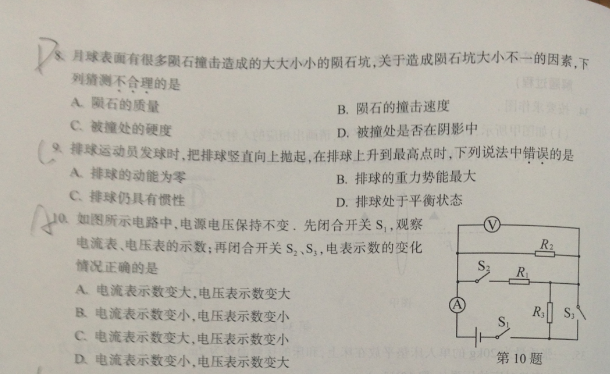 D 8. 月球表面有很多陨石撞击造成的大大小小的陨石坑,关于造成陨石坑大小不一的因素,下
列猜测不合理的是
A. 陨石的质量 B. 陨石的撞击速度
C. 被撞处的硬度 D. 被撞处是否在阴影中
C 9. 排球运动员发球时,把排球竖直向上抛起,在排球上升到最高点时,下列说法中错误的是
A. 排球的动能为零 B. 排球的重力势能最大
C. 排球仍具有惯性 D. 排球处于平衡状态
A 10. 如图所示电路中,电源电压保持不变．先闭合开关 S₁,观察
电流表、电压表的示数;再闭合开关 S₂、S₃,电表示数的变化
情况正确的是
A. 电流表示数变大,电压表示数变大
B. 电流表示数变小,电压表示数变小
C. 电流表示数变大,电压表示数变小
D. 电流表示数变小,电压表示数变大
V
R₂
S₂
R₁
A
R₃
S₃
S₁
第 10 题